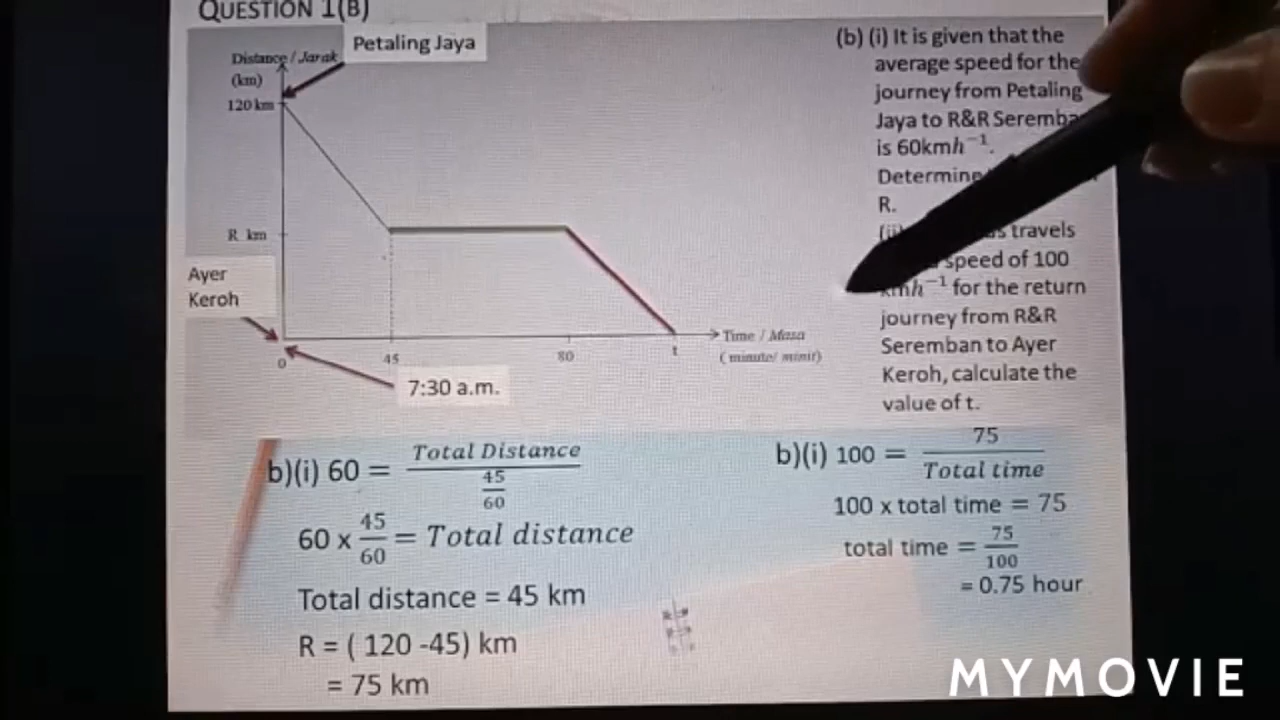 QUESTION 1(B)
Petaling Jaya
Distance / Jarak
(km)
120 km
R km
Ayer
Keroh
0
45
80
t
Time / Masa
(minute/ minit)
7:30 a.m.
(b) (i) It is given that the
average speed for the
journey from Petaling
Jaya to R&R Seremba
is 60kmh⁻¹.
Determine
R.
travels
speed of 100
kmh⁻¹ for the return
journey from R&R
Seremban to Ayer
Keroh, calculate the
value of t.
b)(i) 60 = Total Distance / (45/60)
60 x 45/60 = Total distance
Total distance = 45 km
R = ( 120 -45) km
= 75 km
b)(i) 100 = 75 / Total time
100 x total time = 75
total time = 75/100
= 0.75 hour
MYMOVIE